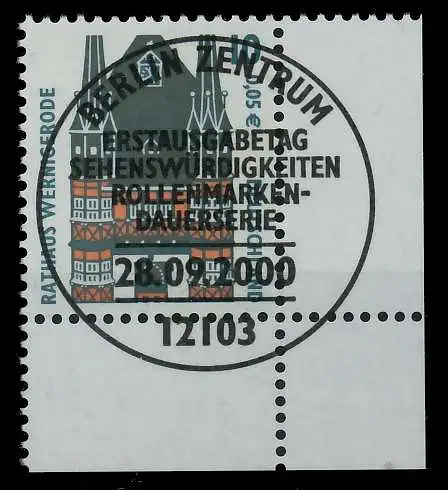 10
0,05 €
RATHAUS WERNIGERODE
BERLIN ZENTRUM
ERSTAUSGABETAG
SEHENSWÜRDIGKEITEN
ROLLENMARKEN-
DAUERSERIE
28.09.2000
12103